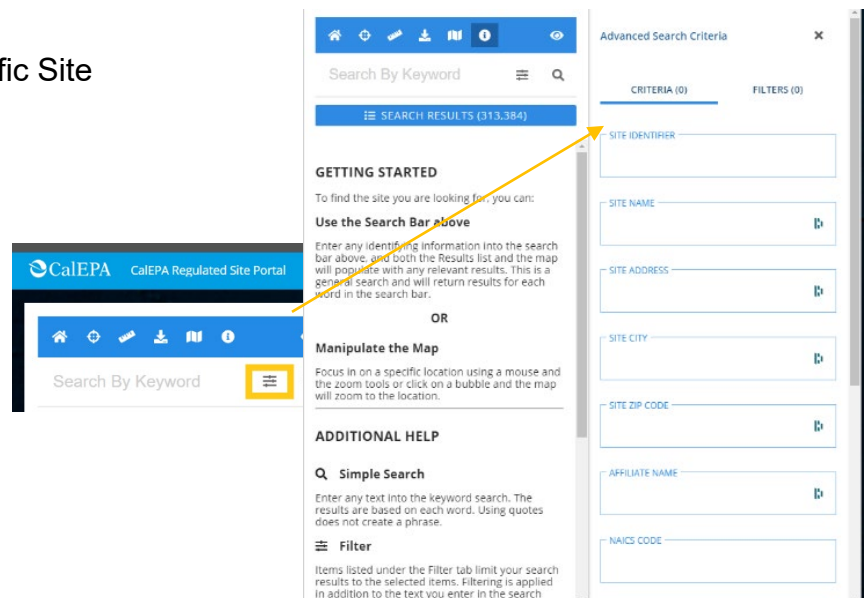 fic Site
CalEPA CalEPA Regulated Site Portal
Search By Keyword
Search By Keyword
SEARCH RESULTS (313,384)
GETTING STARTED
To find the site you are looking for, you can:
Use the Search Bar above
Enter any identifying information into the search
bar above, and both the Results list and the map
will populate with any relevant results. This is a
general search and will return results for each
word in the search bar.
OR
Manipulate the Map
Focus in on a specific location using a mouse and
the zoom tools or click on a bubble and the map
will zoom to the location.
ADDITIONAL HELP
Simple Search
Enter any text into the keyword search. The
results are based on each word. Using quotes
does not create a phrase.
Filter
Items listed under the Filter tab limit your search
results to the selected items. Filtering is applied
in addition to the text you enter in the search
Advanced Search Criteria
CRITERIA (0) FILTERS (0)
SITE IDENTIFIER
SITE NAME
SITE ADDRESS
SITE CITY
SITE ZIP CODE
AFFILIATE NAME
NAICS CODE